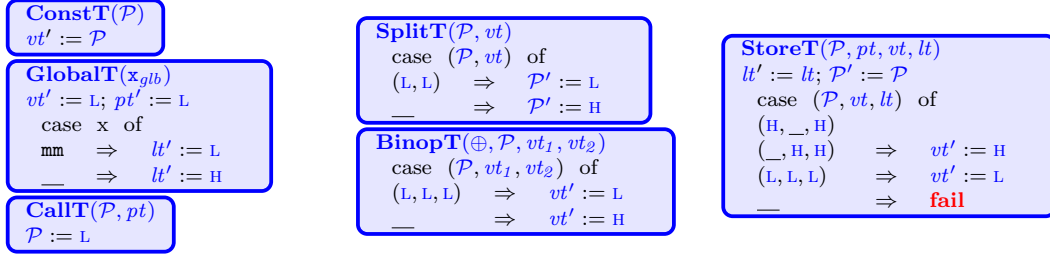 ConstT(𝒫)
vt′ := 𝒫
GlobalT(x_glb)
vt′ := L; pt′ := L
case x of
mm ⇒ lt′ := L
__ ⇒ lt′ := H
CallT(𝒫, pt)
𝒫 := L
SplitT(𝒫, vt)
case (𝒫, vt) of
(L, L) ⇒ 𝒫′ := L
__ ⇒ 𝒫′ := H
BinopT(⊕, 𝒫, vt₁, vt₂)
case (𝒫, vt₁, vt₂) of
(L, L, L) ⇒ vt′ := L
__ ⇒ vt′ := H
StoreT(𝒫, pt, vt, lt)
lt′ := lt; 𝒫′ := 𝒫
case (𝒫, vt, lt) of
(H, __, H)
(__, H, H) ⇒ vt′ := H
(L, L, L) ⇒ vt′ := L
__ ⇒ fail